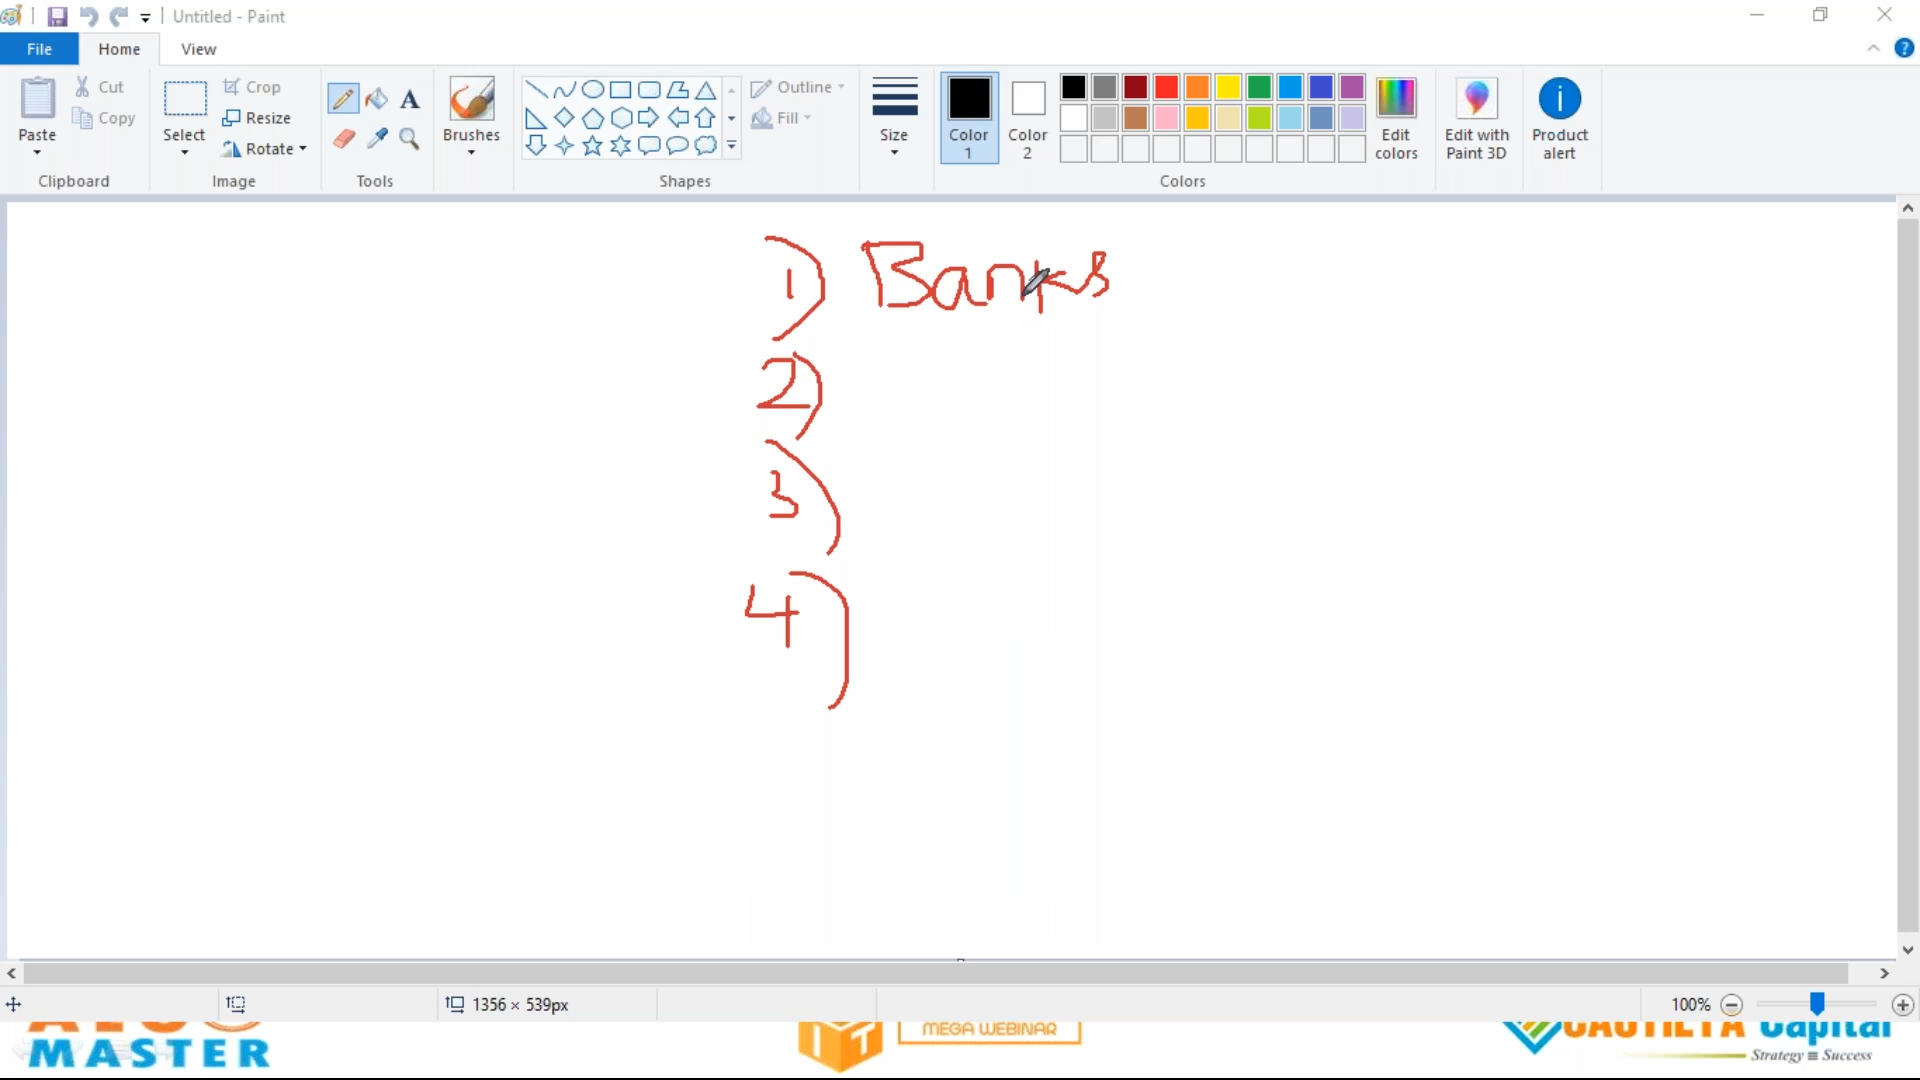 Untitled - Paint
File Home View
Paste
Cut
Copy
Clipboard
Select
Crop
Resize
Rotate
Image
Tools
A
Brushes
Shapes
Outline
Fill
Size
Color 1
Color 2
Colors
Edit colors
Edit with Paint 3D
Product alert
1) Banks
2)
3)
4)
1356 × 539px
100%
MASTER
IT
MEGA WEBINAR
Capital
Strategy ≡ Success